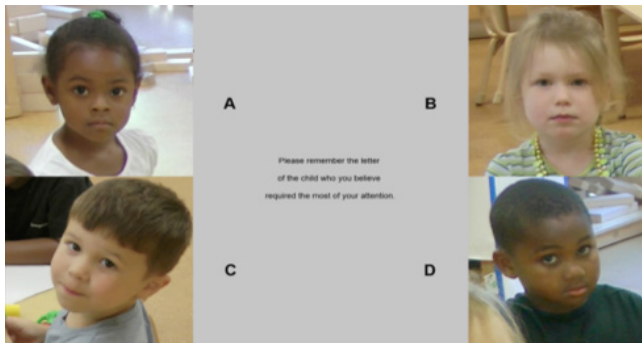 A
B
Please remember the letter
of the child who you believe
required the most of your attention.
C
D